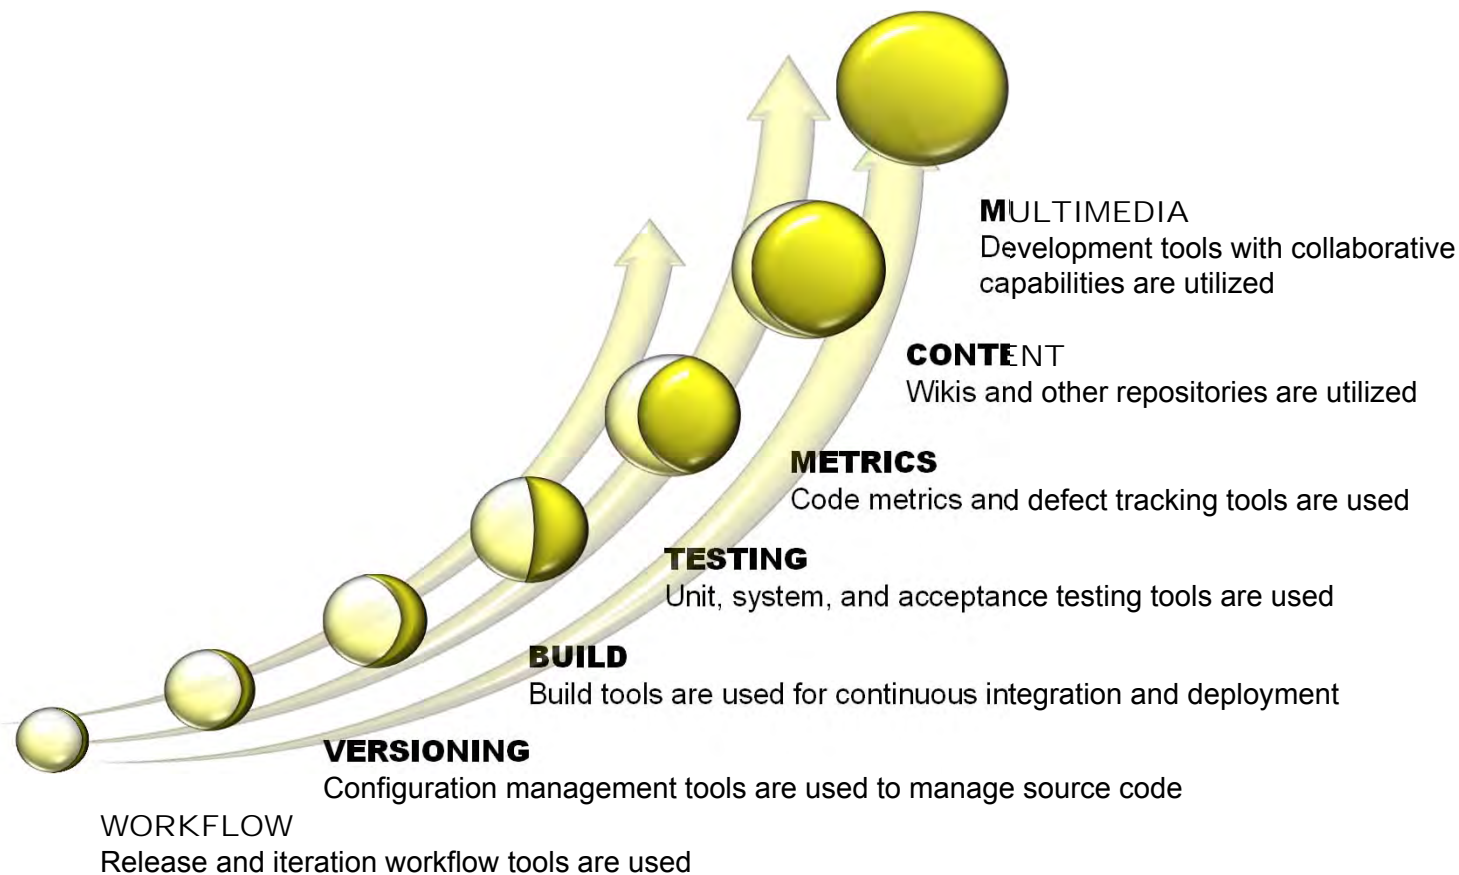 MULTIMEDIA
Development tools with collaborative
capabilities are utilized
CONTENT
Wikis and other repositories are utilized
METRICS
Code metrics and defect tracking tools are used
TESTING
Unit, system, and acceptance testing tools are used
BUILD
Build tools are used for continuous integration and deployment
VERSIONING
Configuration management tools are used to manage source code
WORKFLOW
Release and iteration workflow tools are used